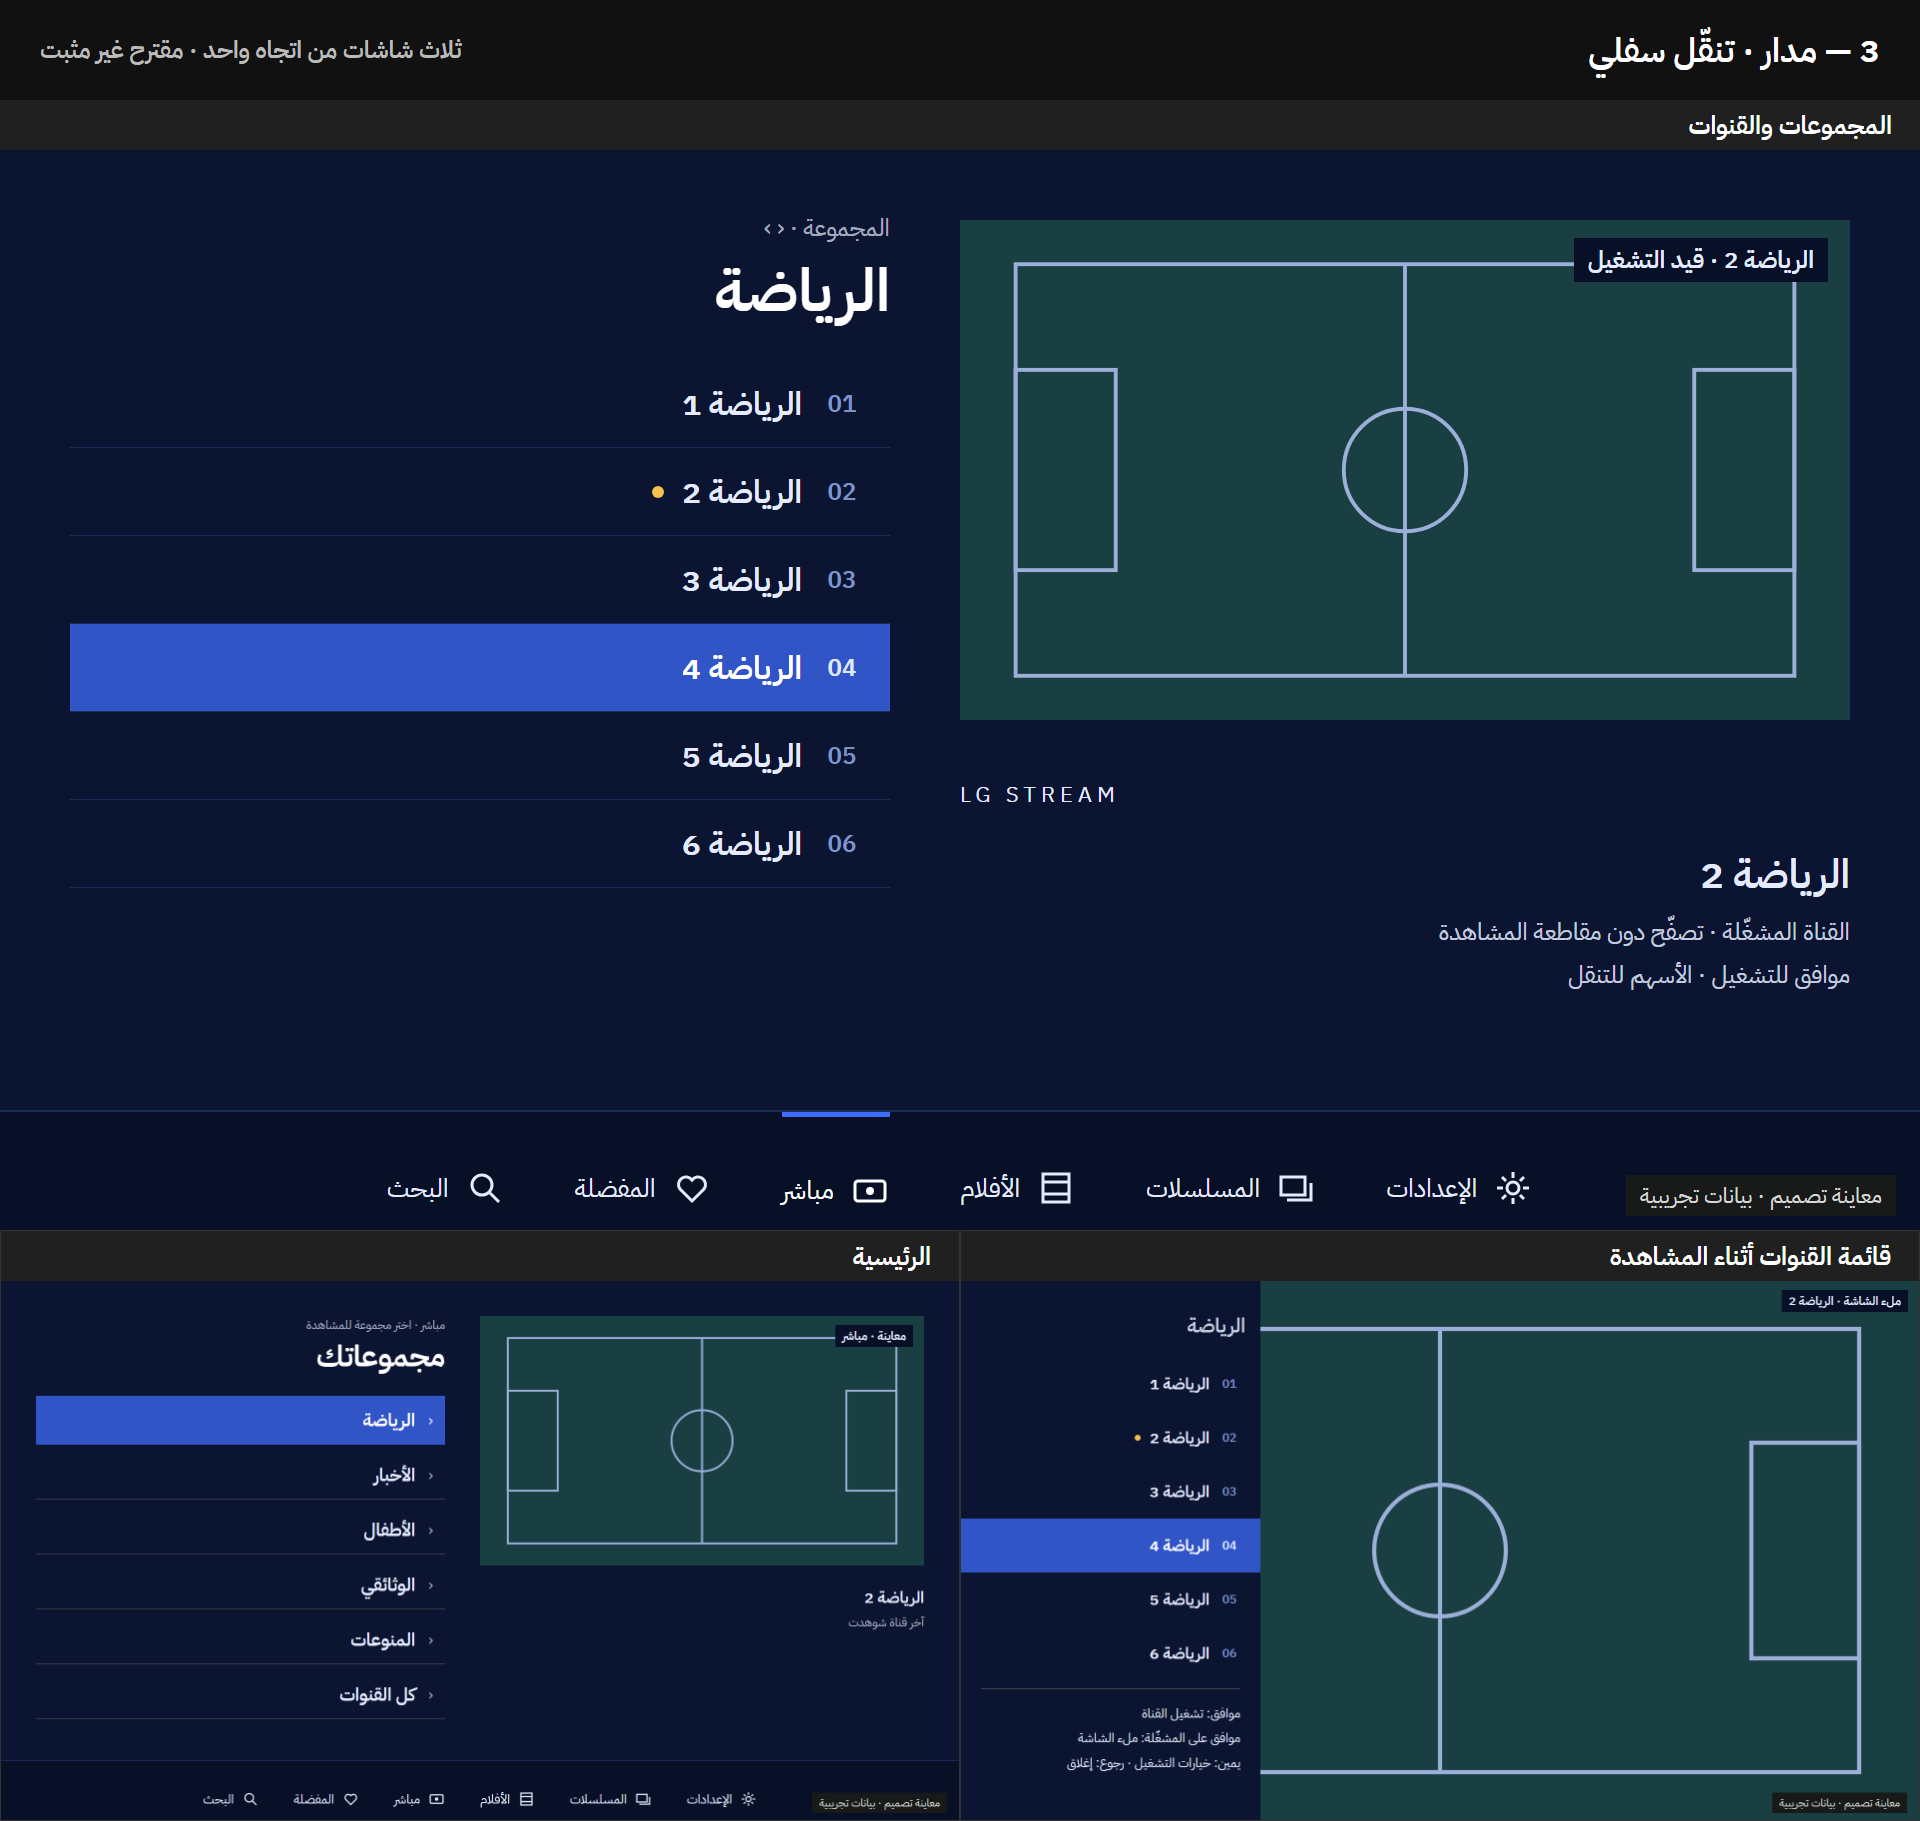 3 — مدار · تنقّل سفلي
ثلاث شاشات من اتجاه واحد · مقترح غير مثبت
المجموعات والقنوات
الرياضة 2 · قيد التشغيل
LG STREAM
الرياضة 2
القناة المشغّلة · تصفّح دون مقاطعة المشاهدة
موافق للتشغيل · الأسهم للتنقل
المجموعة · ‹ ›
الرياضة
01 الرياضة 1
02 الرياضة 2
03 الرياضة 3
04 الرياضة 4
05 الرياضة 5
06 الرياضة 6
معاينة تصميم · بيانات تجريبية
الإعدادات
المسلسلات
الأفلام
مباشر
المفضلة
البحث
قائمة القنوات أثناء المشاهدة
ملء الشاشة · الرياضة 2
الرياضة
01 الرياضة 1
02 الرياضة 2
03 الرياضة 3
04 الرياضة 4
05 الرياضة 5
06 الرياضة 6
موافق: تشغيل القناة
موافق على المشغّلة: ملء الشاشة
يمين: خيارات التشغيل · رجوع: إغلاق
معاينة تصميم · بيانات تجريبية
الرئيسية
معاينة · مباشر
الرياضة 2
آخر قناة شوهدت
مباشر · اختر مجموعة للمشاهدة
مجموعاتك
الرياضة
الأخبار
الأطفال
الوثائقي
المنوعات
كل القنوات
معاينة تصميم · بيانات تجريبية
الإعدادات
المسلسلات
الأفلام
مباشر
المفضلة
البحث